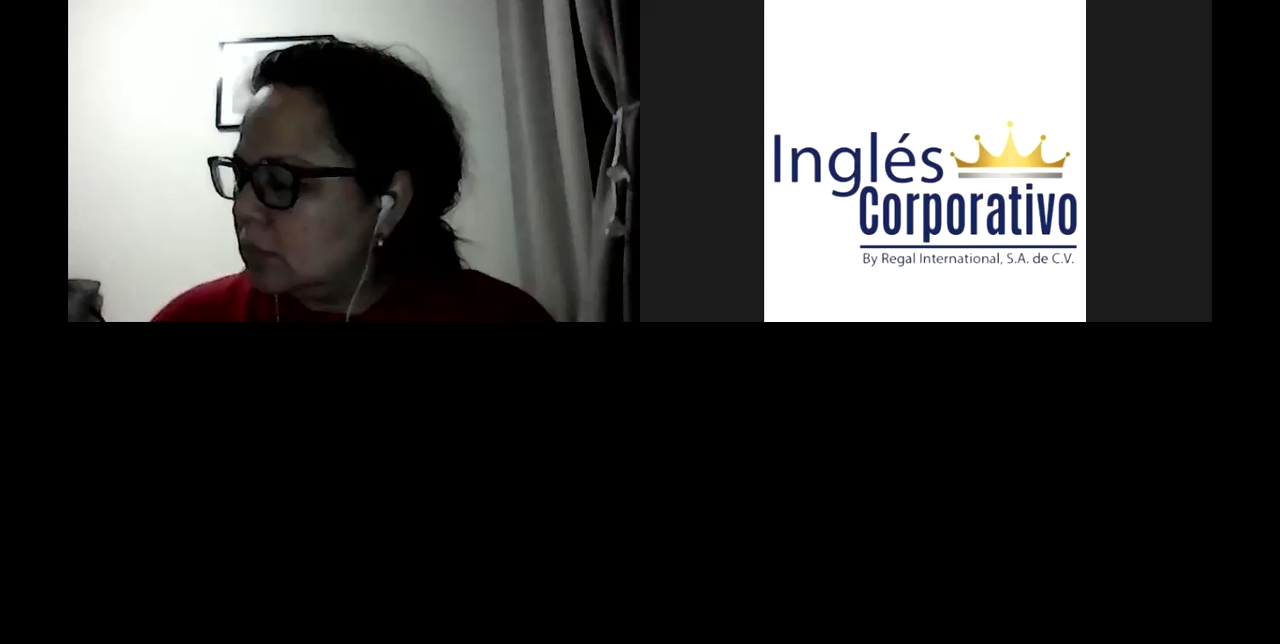 Inglés
Corporativo
By Regal International, S.A. de C.V.